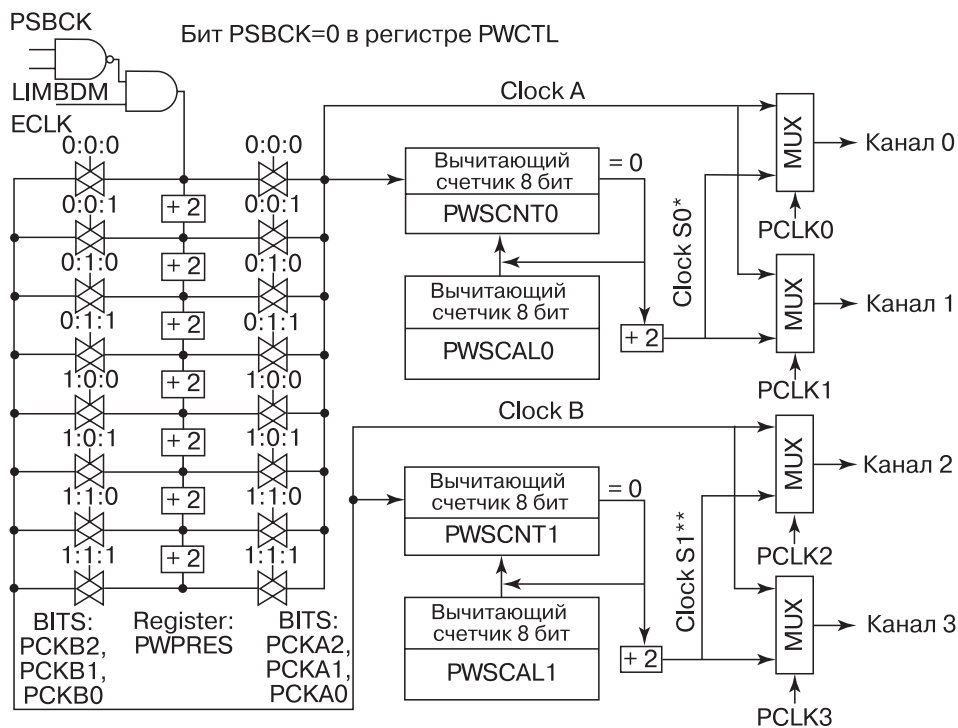 PSBCK
Бит PSBCK=0 в регистре PWCTL
LIMBDM
ECLK
0:0:0
0:0:0
+ 2
0:0:1
0:0:1
+ 2
0:1:0
0:1:0
+ 2
0:1:1
0:1:1
+ 2
1:0:0
1:0:0
+ 2
1:0:1
1:0:1
+ 2
1:1:0
1:1:0
+ 2
1:1:1
1:1:1
BITS:
PCKB2,
PCKB1,
PCKB0
Register:
PWPRES
BITS:
PCKA2,
PCKA1,
PCKA0
Clock A
Вычитающий
счетчик 8 бит
PWSCNT0
= 0
Вычитающий
счетчик 8 бит
PWSCAL0
+ 2
Clock S0*
MUX
Канал 0
PCLK0
MUX
Канал 1
PCLK1
Clock B
Вычитающий
счетчик 8 бит
PWSCNT1
= 0
Вычитающий
счетчик 8 бит
PWSCAL1
+ 2
Clock S1**
MUX
Канал 2
PCLK2
MUX
Канал 3
PCLK3